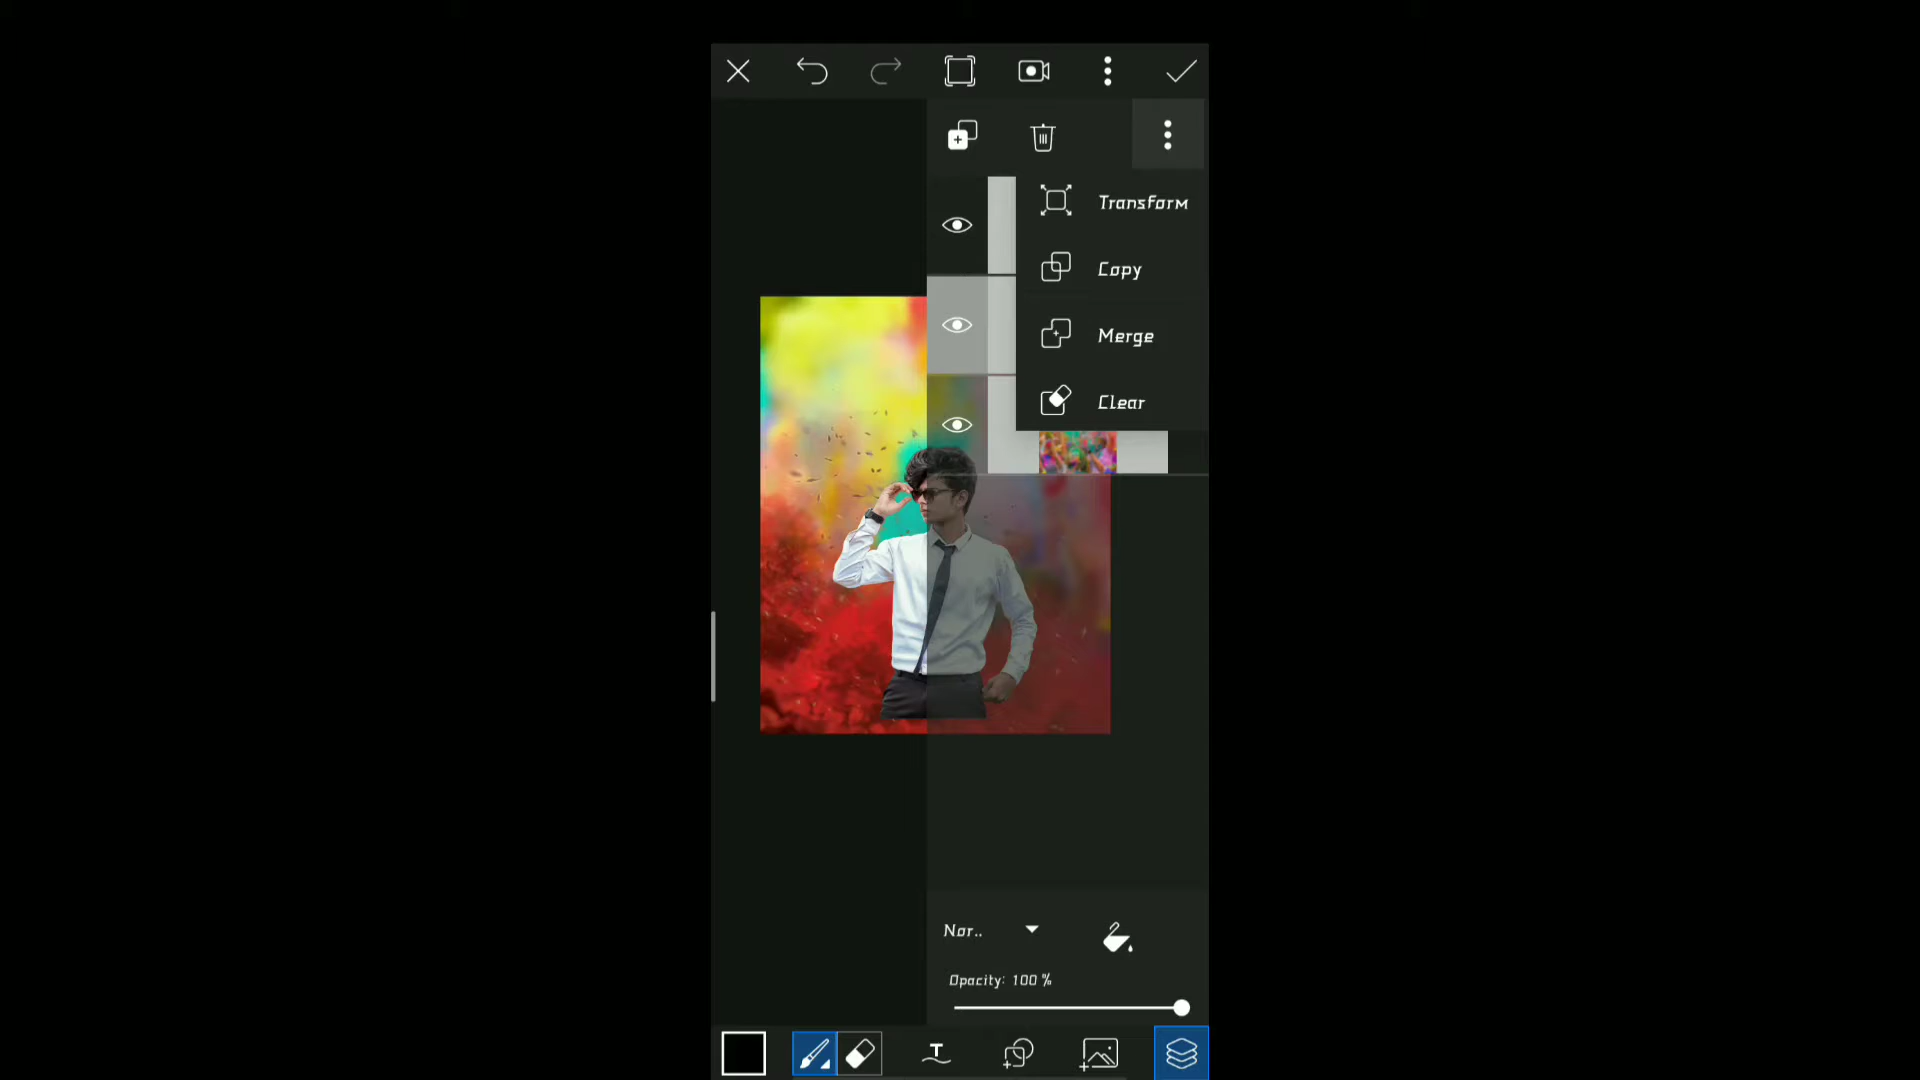 Transform
Copy
Merge
Clear
Nor..
Opacity: 100 %
T